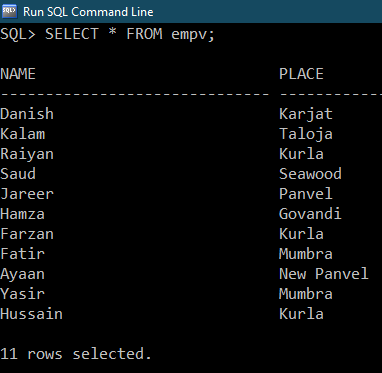 Run SQL Command Line
SQL> SELECT * FROM empv;
NAME PLACE
------------------------------ ------------
Danish Karjat
Kalam Taloja
Raiyan Kurla
Saud Seawood
Jareer Panvel
Hamza Govandi
Farzan Kurla
Fatir Mumbra
Ayaan New Panvel
Yasir Mumbra
Hussain Kurla
11 rows selected.